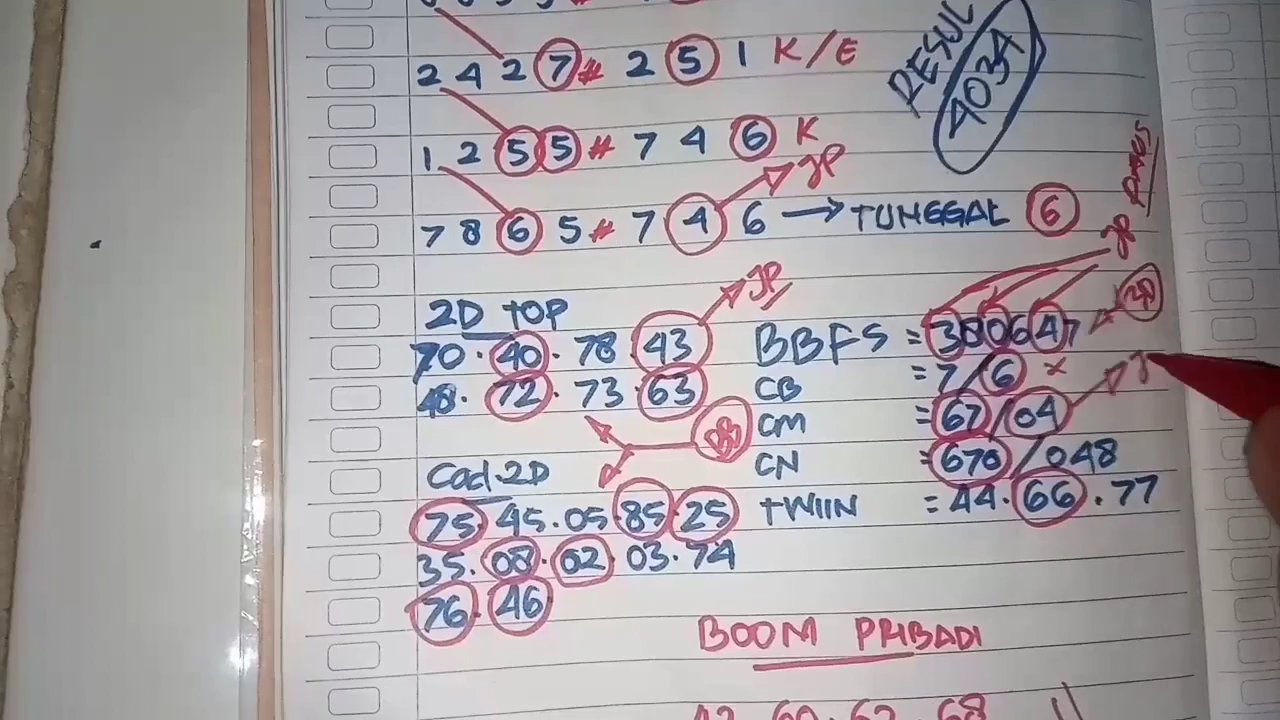 2 4 2 7 # 2 5 1 K/E
RESUL
4034
1 2 5 5 # 7 4 6 K
JP
7 8 6 5 # 7 4 6 → TUNGGAL 6
JP
2D TOP
70 · 40 · 78 · 43
JP
48 · 72 · 73 · 63
BB
Cad. 2D
75 · 45 · 05 · 85 · 25
35 · 08 · 02 · 03 · 74
76 · 46
BBFS = 380647
2D
CB = 7/6 x
CM = 67/04
CN = 670/048
TWIIN = 44 · 66 · 77
BOOM PRIBADI